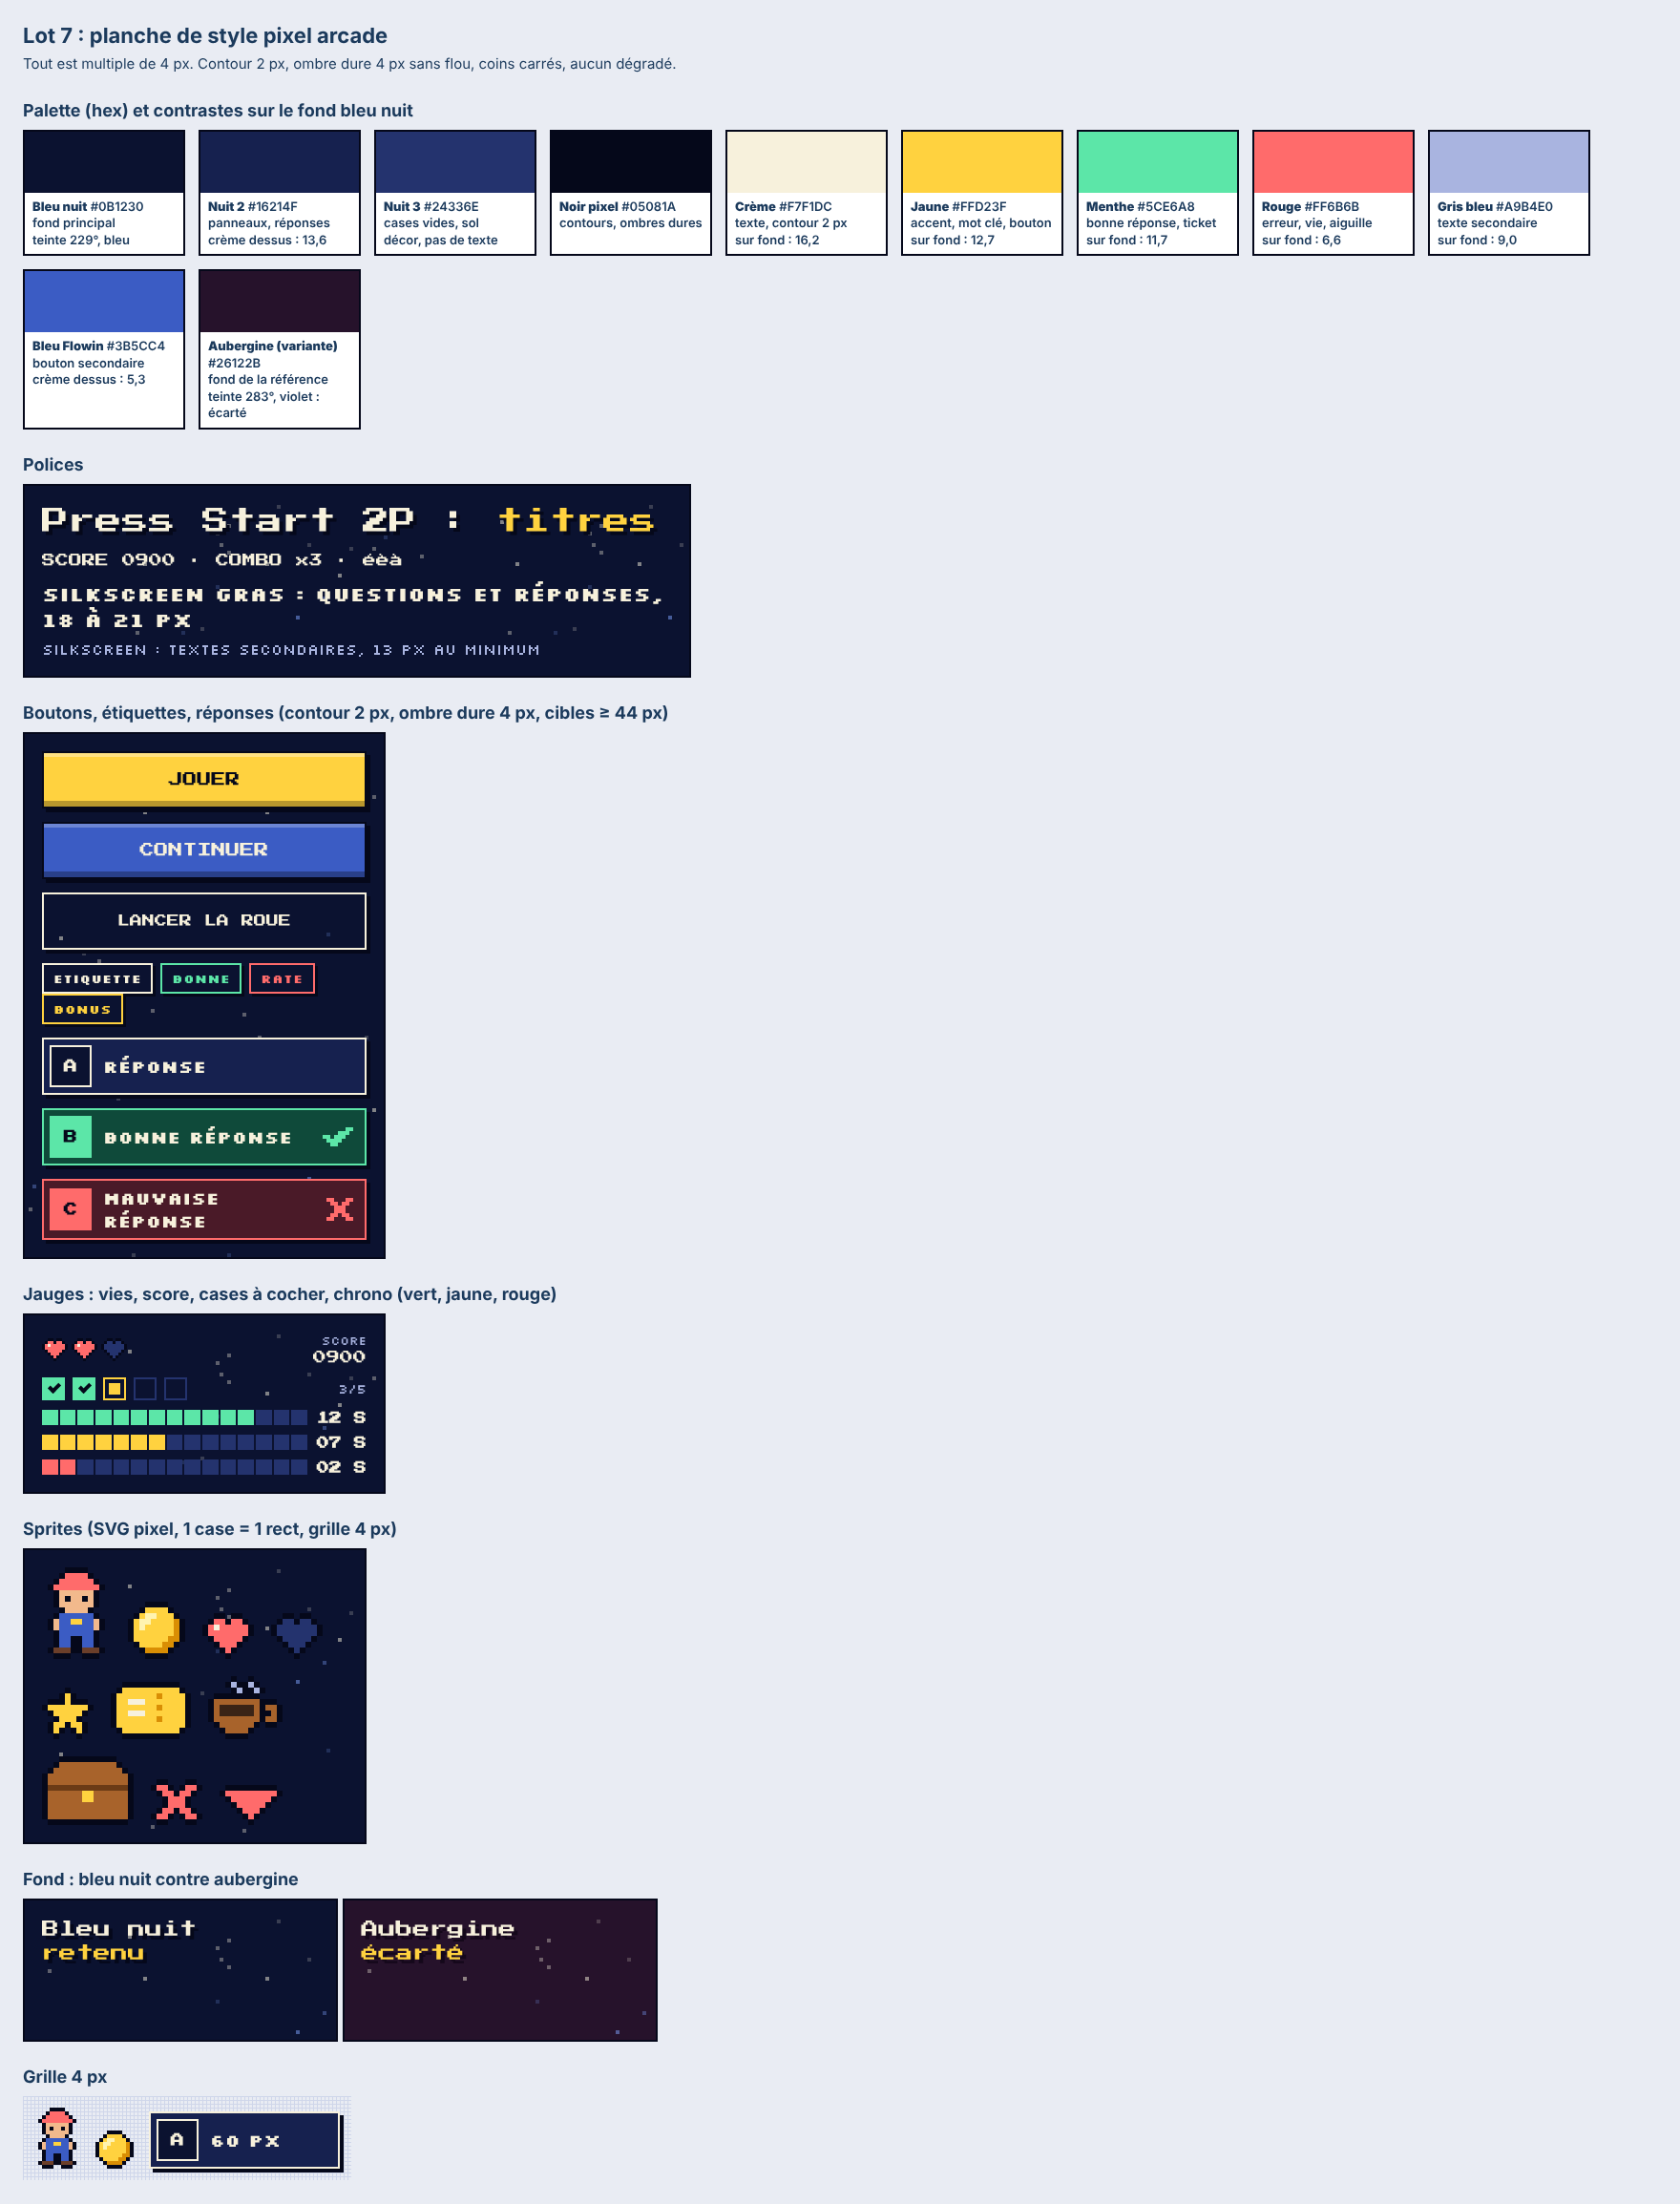 Lot 7 : planche de style pixel arcade
Tout est multiple de 4 px. Contour 2 px, ombre dure 4 px sans flou, coins carrés, aucun dégradé.
Palette (hex) et contrastes sur le fond bleu nuit
Bleu nuit #0B1230
fond principal
teinte 229°, bleu
Nuit 2 #16214F
panneaux, réponses
crème dessus : 13,6
Nuit 3 #24336E
cases vides, sol
décor, pas de texte
Noir pixel #05081A
contours, ombres dures
Crème #F7F1DC
texte, contour 2 px
sur fond : 16,2
Jaune #FFD23F
accent, mot clé, bouton
sur fond : 12,7
Menthe #5CE6A8
bonne réponse, ticket
sur fond : 11,7
Rouge #FF6B6B
erreur, vie, aiguille
sur fond : 6,6
Gris bleu #A9B4E0
texte secondaire
sur fond : 9,0
Bleu Flowin #3B5CC4
bouton secondaire
crème dessus : 5,3
Aubergine (variante)
#26122B
fond de la référence
teinte 283°, violet :
écarté
Polices
Press Start 2P : titres
SCORE 0900 · COMBO x3 · éèà
SILKSCREEN GRAS : QUESTIONS ET RÉPONSES,
18 À 21 PX
SILKSCREEN : TEXTES SECONDAIRES, 13 PX AU MINIMUM
Boutons, étiquettes, réponses (contour 2 px, ombre dure 4 px, cibles ≥ 44 px)
JOUER
CONTINUER
LANCER LA ROUE
ETIQUETTE
BONNE
RATE
BONUS
A
RÉPONSE
B
BONNE RÉPONSE
C
MAUVAISE
RÉPONSE
Jauges : vies, score, cases à cocher, chrono (vert, jaune, rouge)
SCORE
0900
3/5
12 S
07 S
02 S
Sprites (SVG pixel, 1 case = 1 rect, grille 4 px)
Fond : bleu nuit contre aubergine
Bleu nuit
retenu
Aubergine
écarté
Grille 4 px
A
60 PX